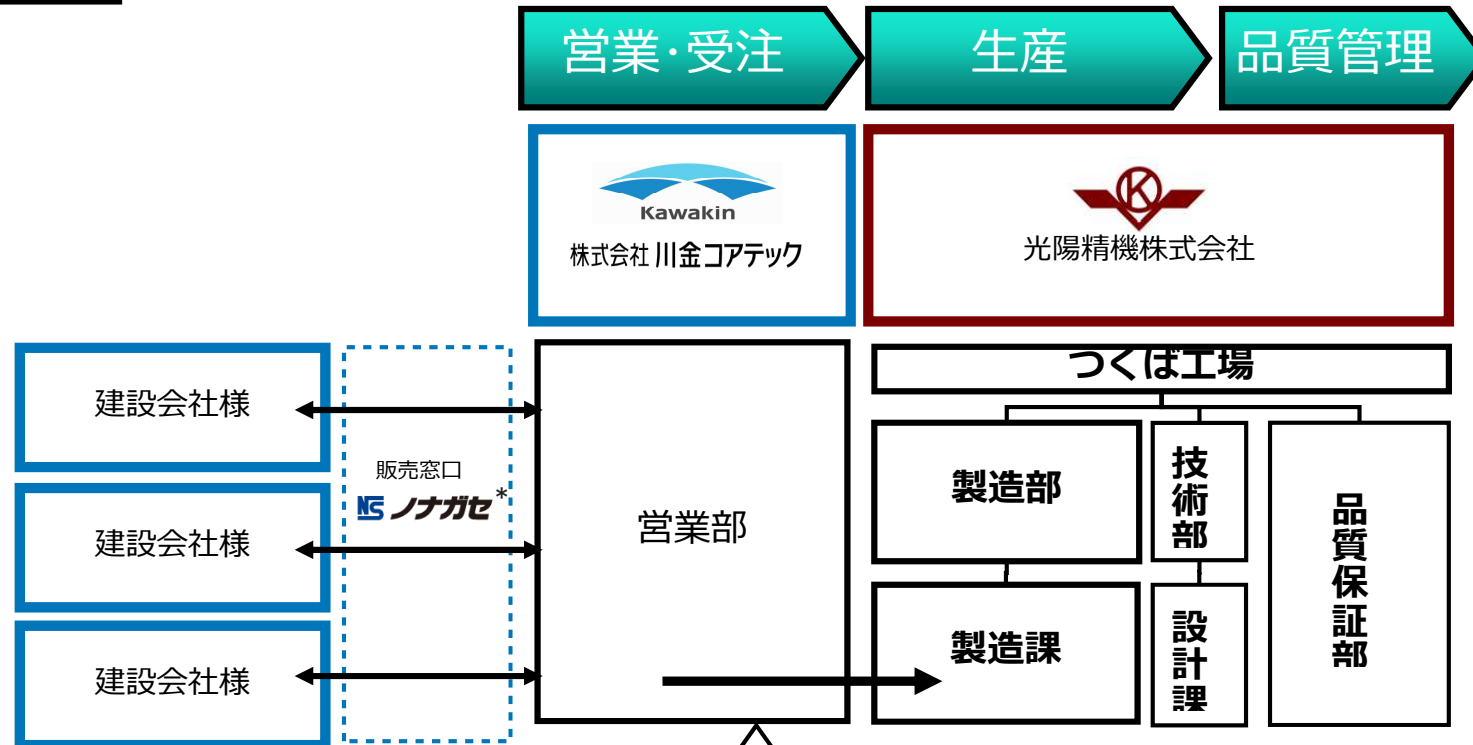 営業・受注
生産
品質管理
Kawakin
株式会社 川金コアテック
光陽精機株式会社
つくば工場
建設会社様
建設会社様
建設会社様
販売窓口
NS ノナガセ*
営業部
製造部
製造課
技術部
設計課
品質保証部